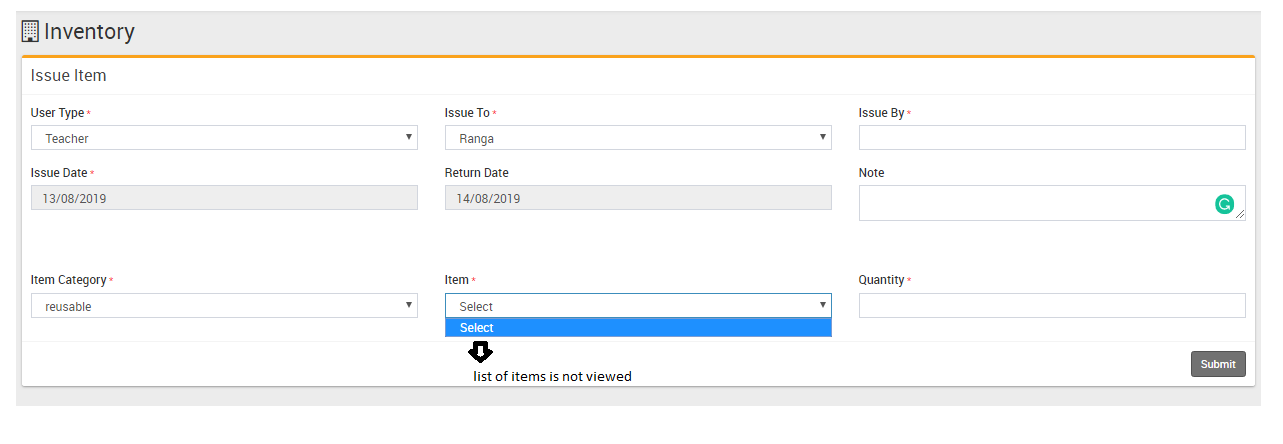 Inventory
Issue Item
User Type * Issue To * Issue By *
Teacher Ranga
Issue Date * Return Date Note
13/08/2019 14/08/2019
Item Category * Item * Quantity *
reusable Select
Select
list of items is not viewed
Submit